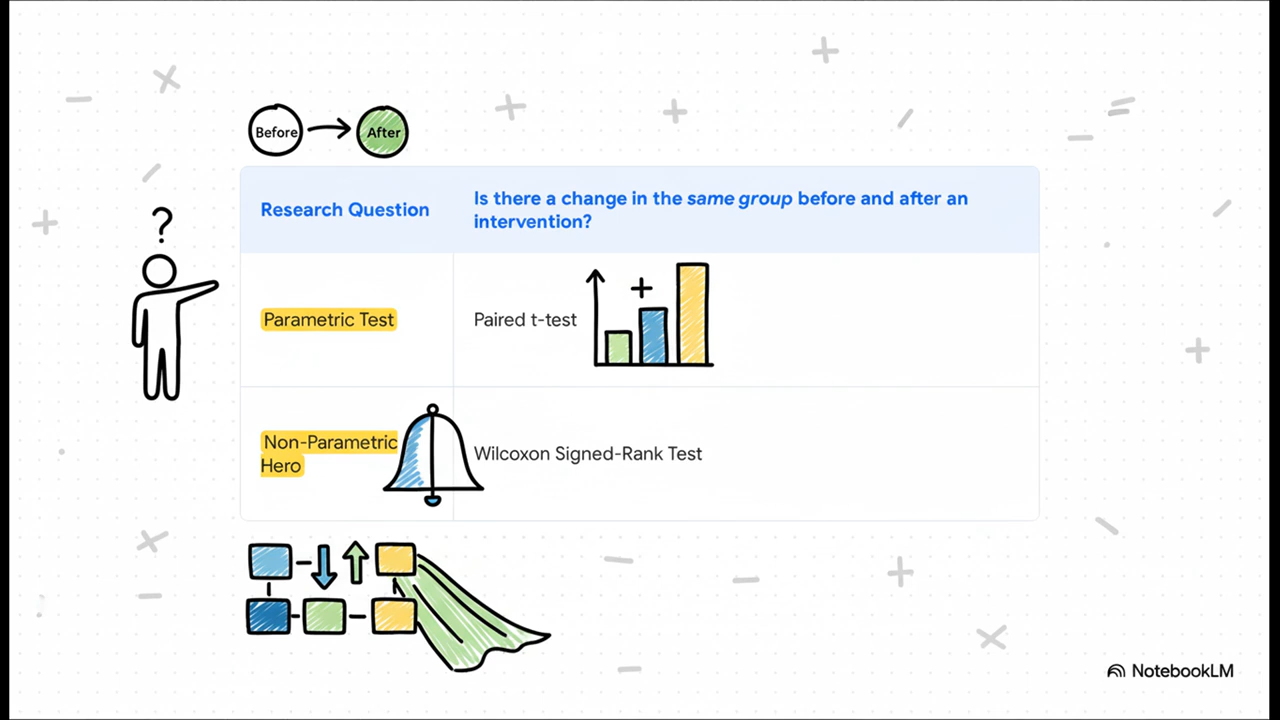 Before
After
?
Research Question
Is there a change in the same group before and after an
intervention?
Parametric Test
Paired t-test
Non-Parametric
Hero
Wilcoxon Signed-Rank Test
NotebookLM